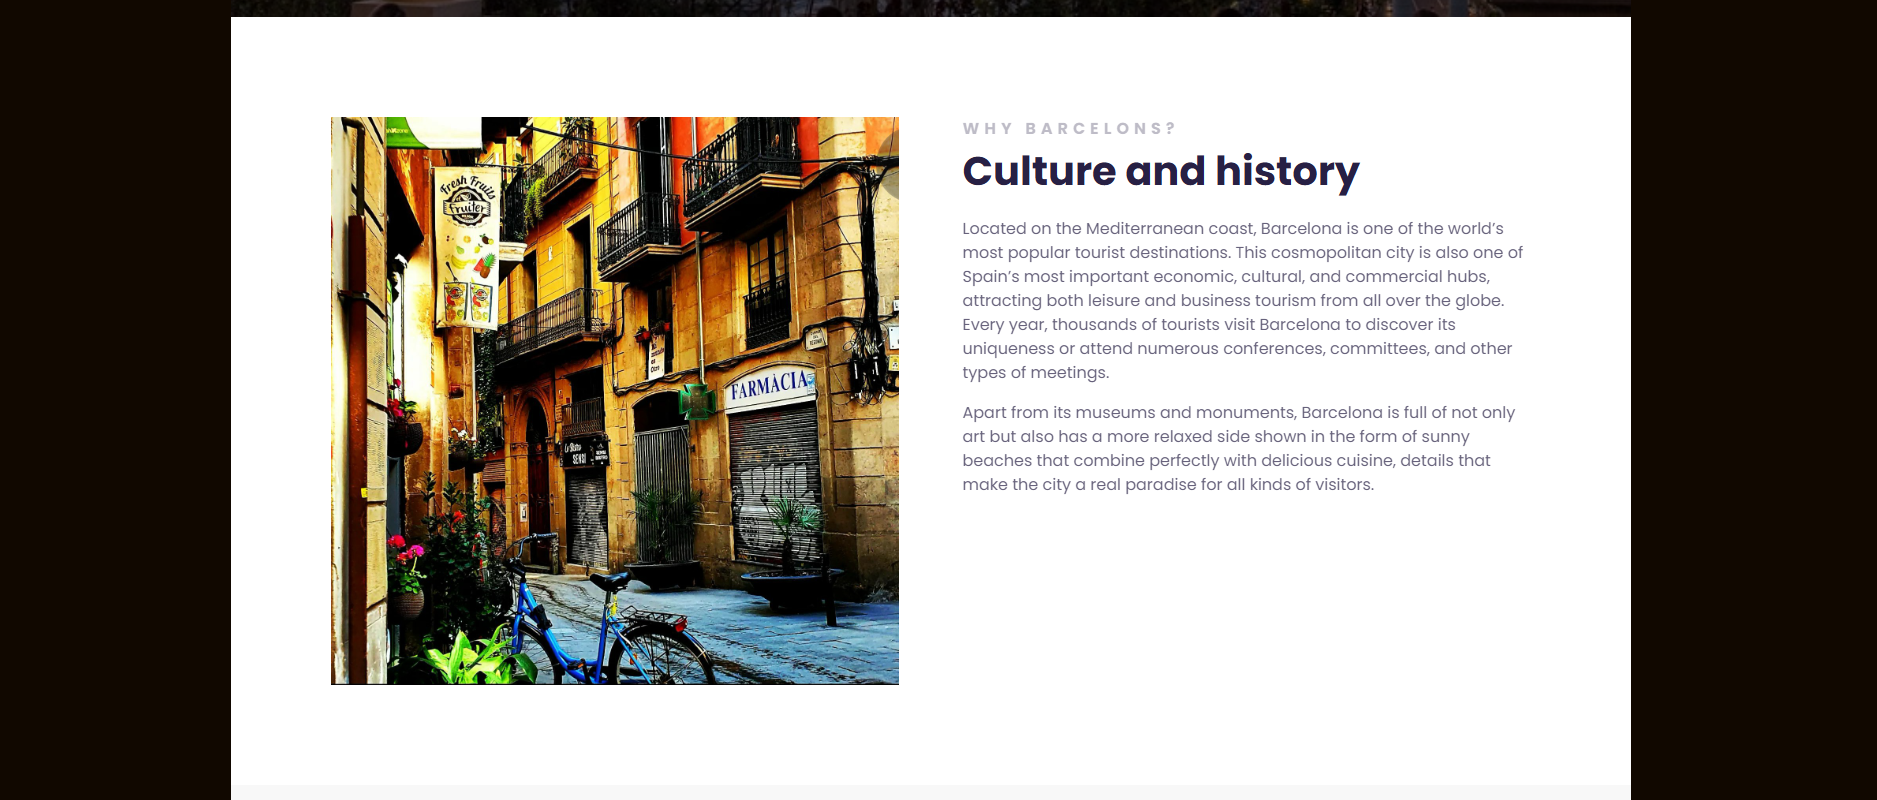 WHY BARCELONS?
Culture and history
Located on the Mediterranean coast, Barcelona is one of the world’s
most popular tourist destinations. This cosmopolitan city is also one of
Spain’s most important economic, cultural, and commercial hubs,
attracting both leisure and business tourism from all over the globe.
Every year, thousands of tourists visit Barcelona to discover its
uniqueness or attend numerous conferences, committees, and other
types of meetings.
Apart from its museums and monuments, Barcelona is full of not only
art but also has a more relaxed side shown in the form of sunny
beaches that combine perfectly with delicious cuisine, details that
make the city a real paradise for all kinds of visitors.
Fresh Fruits
Fruiter
FARMÀCIA
SENSI